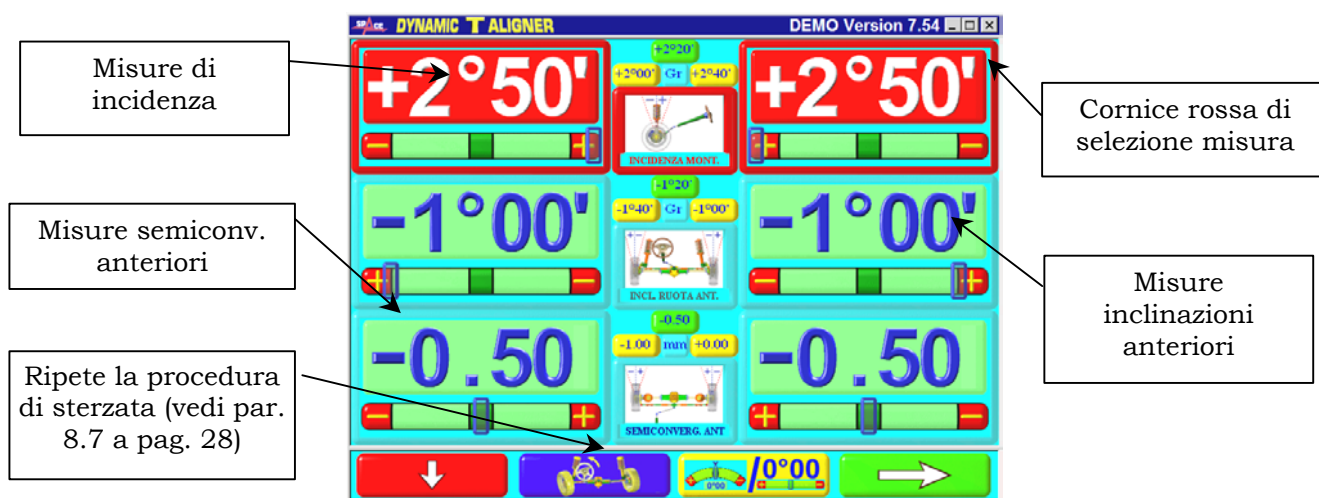 SPACE DYNAMIC T ALIGNER DEMO Version 7.54
Misure di
incidenza
Misure semiconv.
anteriori
Ripete la procedura
di sterzata (vedi par.
8.7 a pag. 28)
+2°50'
+2°20'
+2°00' Gr +2°40'
INCIDENZA MONT.
+2°50'
-1°00'
-1°20'
-1°40' Gr -1°00'
INCL. RUOTA ANT.
-1°00'
-0.50
-0.50
-1.00 mm +0.00
SEMICONVERG. ANT
-0.50
0°00
/0°00
Cornice rossa di
selezione misura
Misure
inclinazioni
anteriori